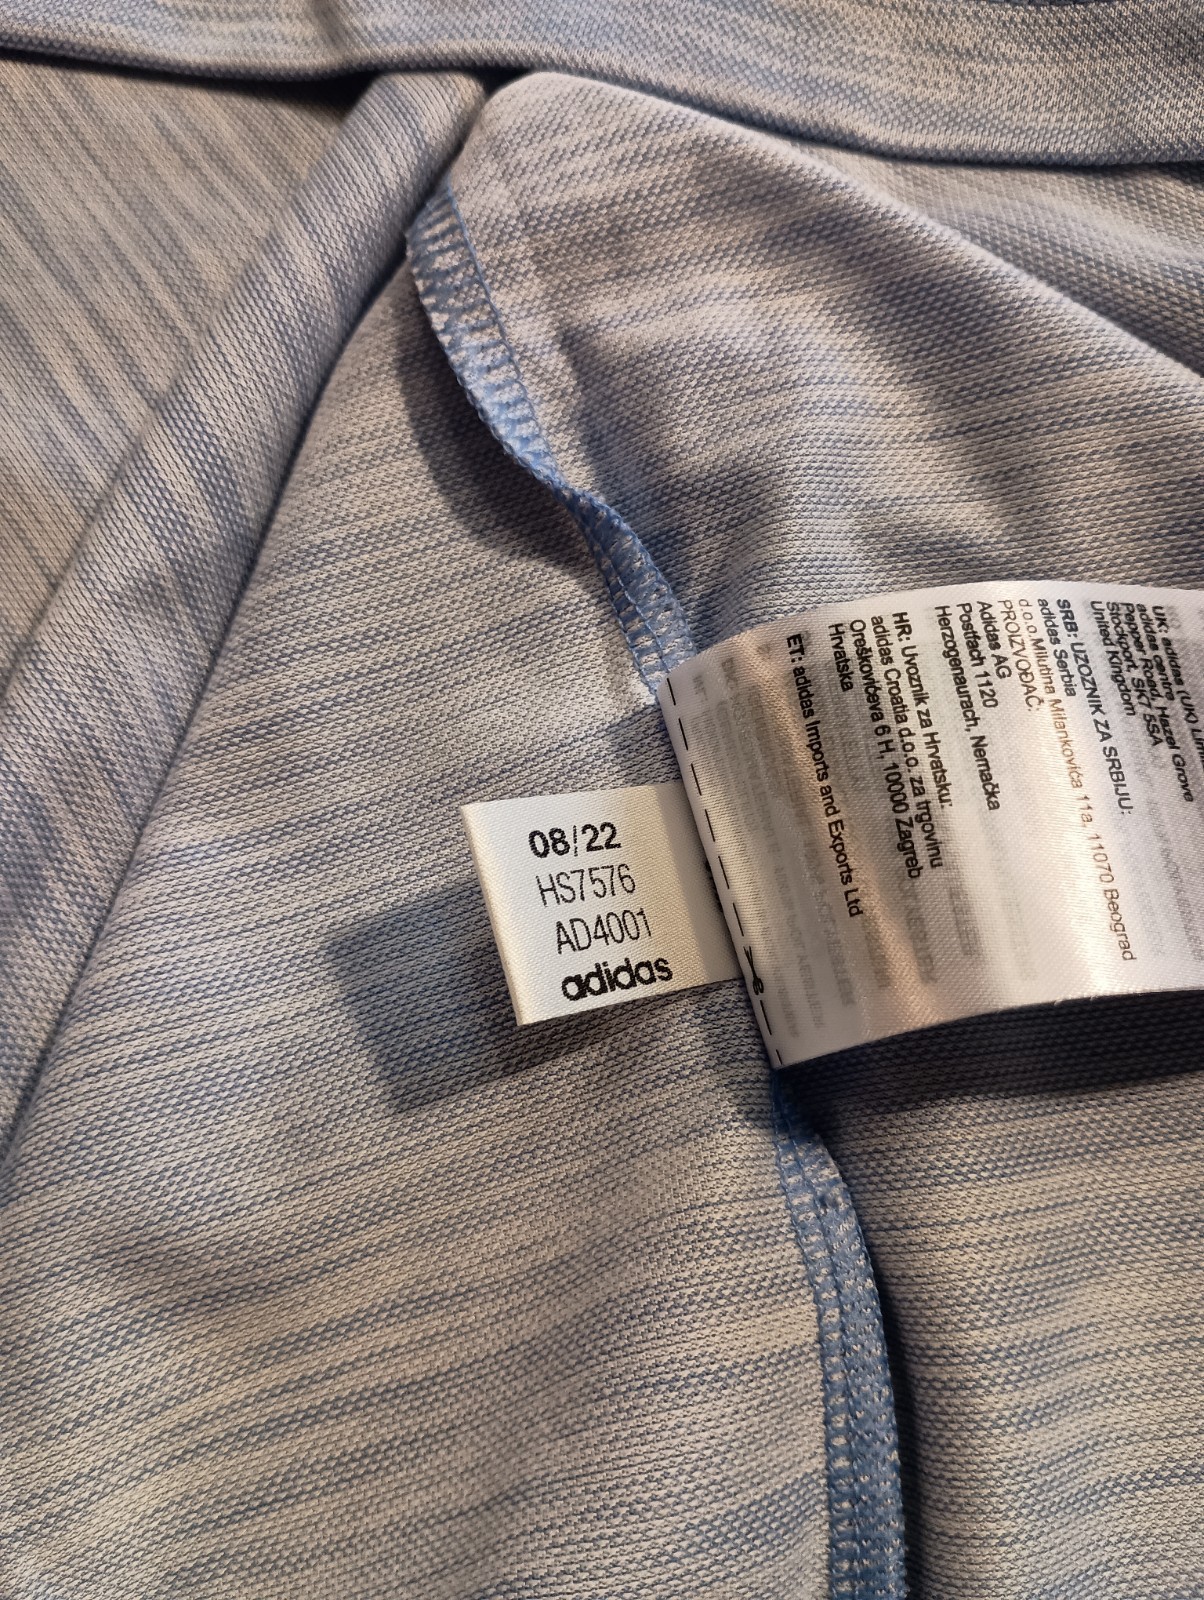 08/22
HS7576
AD4001
adidas
UK: adidas (UK) Limited
adidas centre, Hazel Grove
Pepper Road, Hazel Grove
Stockport, SK7 5SA
United Kingdom
SRB: UZOZNIK ZA SRBIJU:
adidas Serbia
d.o.o.Milutina Milankovića 11a, 11070 Beograd
PROIZVOĐAČ:
Adidas AG
Postfach 1120
Herzogenaurach, Nemačka
HR: Uvoznik za Hrvatsku:
adidas Croatia d.o.o. za trgovinu
Oreškovićeva 6 H, 10000 Zagreb
Hrvatska
ET: adidas Imports and Exports Ltd